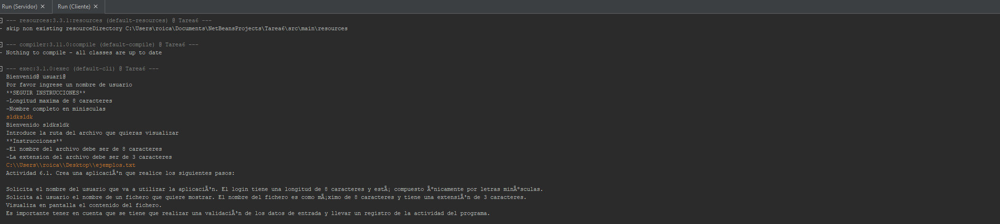 Run (Servidor) × Run (Cliente) ×
--- resources:3.3.1:resources (default-resources) @ Tarea6 ---
skip non existing resourceDirectory C:\Users\roica\Documents\NetBeansProjects\Tarea6\src\main\resources
--- compiler:3.11.0:compile (default-compile) @ Tarea6 ---
Nothing to compile - all classes are up to date
--- exec:3.1.0:exec (default-cli) @ Tarea6 ---
Bienvenid@ usuari@
Por favor ingrese un nombre de usuario
**SEGUIR INSTRUCCIONES**
-Longitud maxima de 8 caracteres
-Nombre completo en minisculas
sldksldk
Bienvenido sldksldk
Introduce la ruta del archivo que quieras visualizar
**Instrucciones**
-El nombre del archivo debe ser de 8 caracteres
-La extension del archivo debe ser de 3 caracteres
C:\\Users\\roica\\Desktop\\ejemplos.txt
Actividad 6.1. Crea una aplicaciÃ³n que realice los siguientes pasos:
Solicita el nombre del usuario que va a utilizar la aplicaciÃ³n. El login tiene una longitud de 8 caracteres y estÃ¡ compuesto Ãºnicamente por letras minÃºsculas.
Solicita al usuario el nombre de un fichero que quiere mostrar. El nombre del fichero es como mÃ¡ximo de 8 caracteres y tiene una extensiÃ³n de 3 caracteres.
Visualiza en pantalla el contenido del fichero.
Es importante tener en cuenta que se tiene que realizar una validaciÃ³n de los datos de entrada y llevar un registro de la actividad del programa.